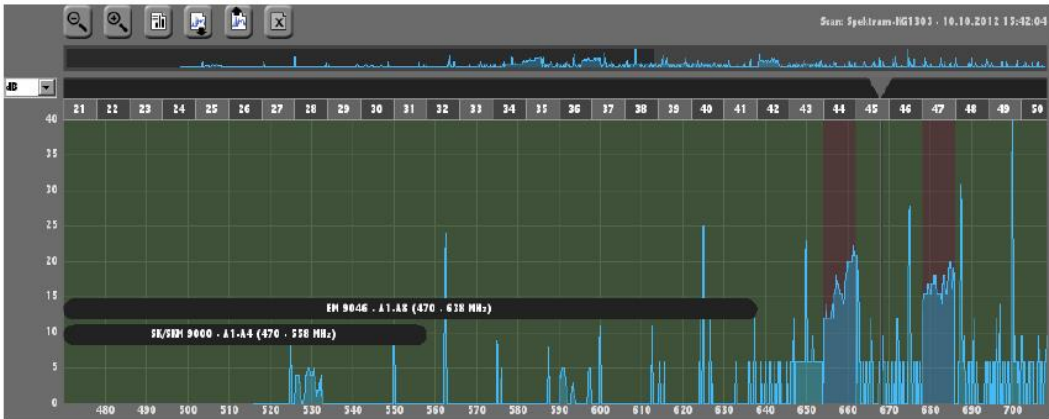 Scan: Spektrum-NG1303 - 10.10.2012 15:42:04
dB
21 22 23 24 25 26 27 28 29 30 31 32 33 34 35 36 37 38 39 40 41 42 43 44 45 46 47 48 49 50
40
35
30
25
20
15
EM 9046 - A1-A8 (470 - 638 MHz)
10
SK/SKM 9000 - A1-A4 (470 - 558 MHz)
5
0
480 490 500 510 520 530 540 550 560 570 580 590 600 610 620 630 640 650 660 670 680 690 700